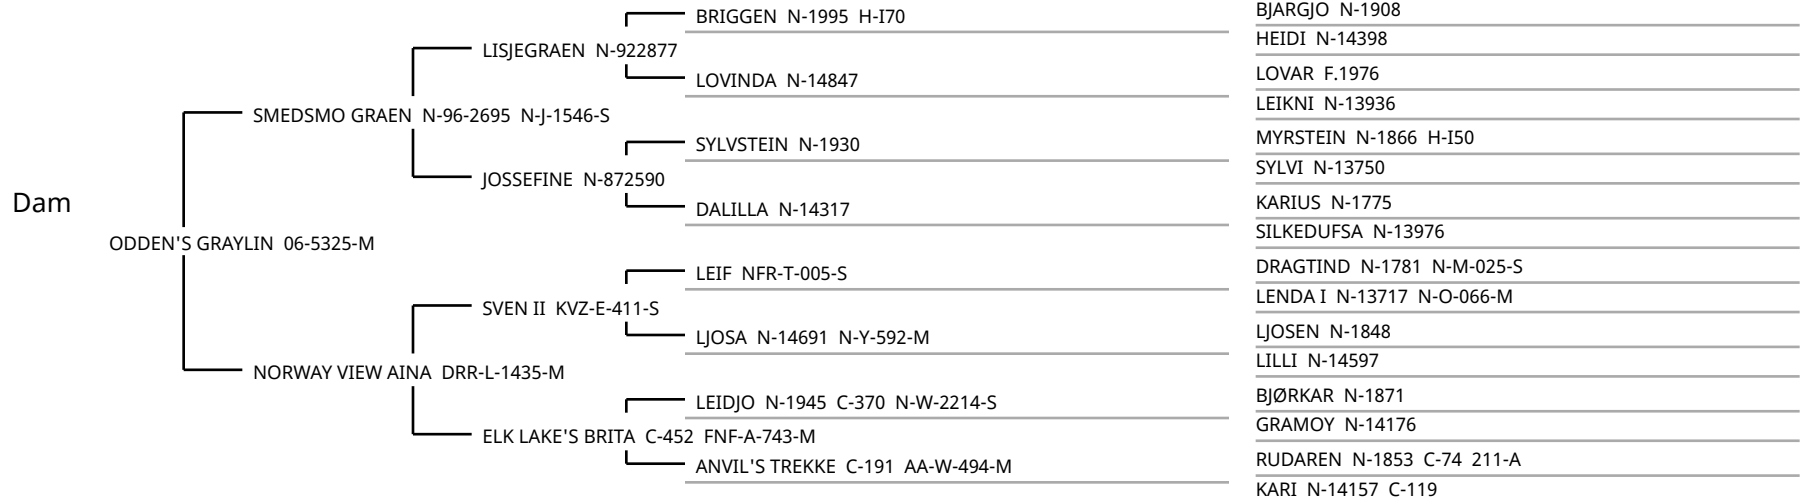 BRIGGEN N-1995 H-I70
BJARGJO N-1908
HEIDI N-14398
LISJEGRAEN N-922877
LOVINDA N-14847
LOVAR F.1976
LEIKNI N-13936
SMEDSMO GRAEN N-96-2695 N-J-1546-S
SYLVSTEIN N-1930
MYRSTEIN N-1866 H-I50
SYLVI N-13750
JOSSEFINE N-872590
DALILLA N-14317
KARIUS N-1775
SILKEDUFSA N-13976
Dam
ODDEN'S GRAYLIN 06-5325-M
LEIF NFR-T-005-S
DRAGTIND N-1781 N-M-025-S
LENDA I N-13717 N-O-066-M
SVEN II KVZ-E-411-S
LJOSA N-14691 N-Y-592-M
LJOSEN N-1848
LILLI N-14597
NORWAY VIEW AINA DRR-L-1435-M
LEIDJO N-1945 C-370 N-W-2214-S
BJØRKAR N-1871
GRAMOY N-14176
ELK LAKE'S BRITA C-452 FNF-A-743-M
ANVIL'S TREKKE C-191 AA-W-494-M
RUDAREN N-1853 C-74 211-A
KARI N-14157 C-119